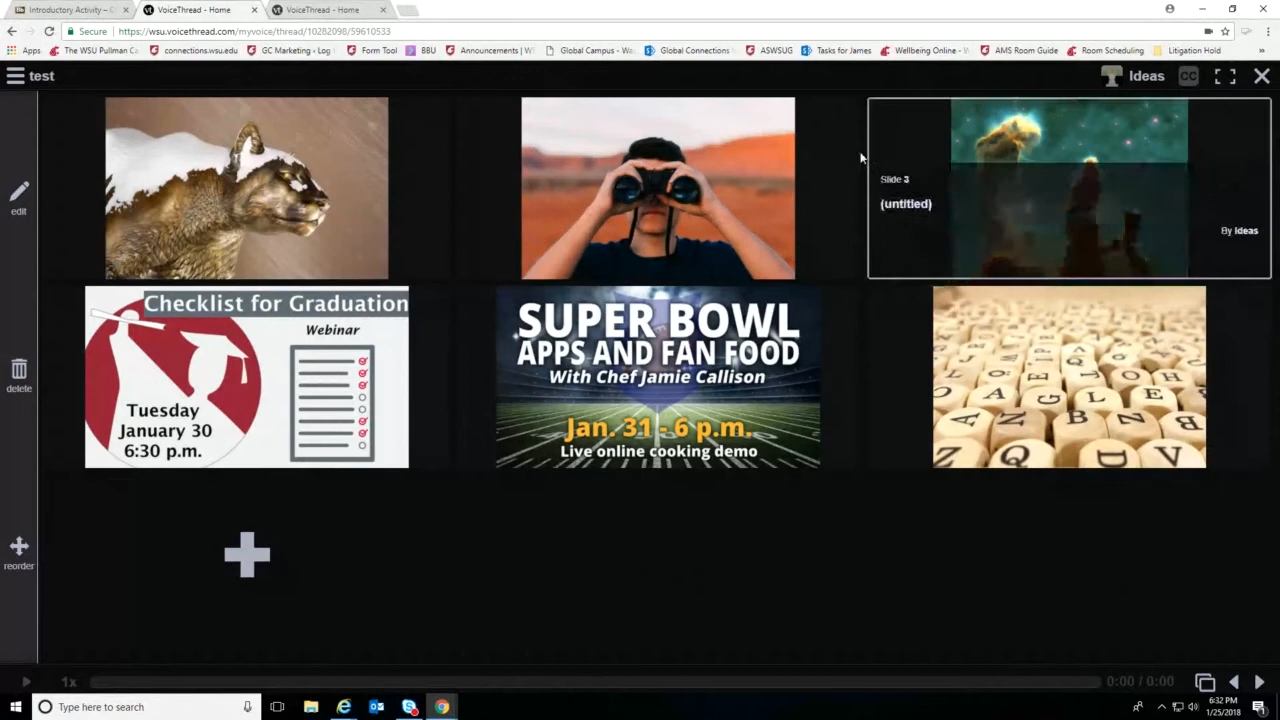 Introductory Activity – C
VoiceThread - Home
VoiceThread - Home
Secure
https://wsu.voicethread.com/myvoice/thread/10282098/59610533
Apps
The WSU Pullman Ca
connections.wsu.edu
GC Marketing - Log I
Form Tool
BBU
Announcements | W
Global Campus - Wa
Global Connections
ASWSUG
Tasks for James
Wellbeing Online - W
AMS Room Guide
Room Scheduling
Litigation Hold
»
test
Ideas
CC
edit
Slide 3
(untitled)
By Ideas
delete
Checklist for Graduation
Webinar
Tuesday
January 30
6:30 p.m.
SUPER BOWL
APPS AND FAN FOOD
With Chef Jamie Callison
Jan. 31 - 6 p.m.
Live online cooking demo
reorder
1x
0:00 / 0:00
Type here to search
6:32 PM
1/25/2018